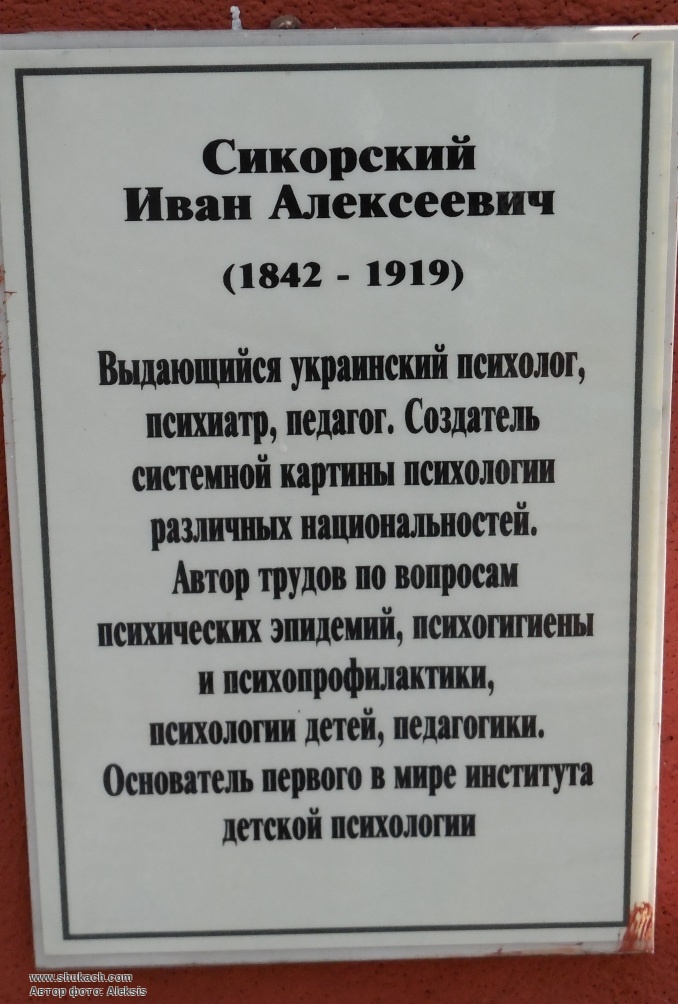 Сикорский
Иван Алексеевич
(1842 - 1919)
Выдающийся украинский психолог,
психиатр, педагог. Создатель
системной картины психологии
различных национальностей.
Автор трудов по вопросам
психических эпидемий, психогигиены
и психопрофилактики,
психологии детей, педагогики.
Основатель первого в мире института
детской психологии
www.shukach.com
Автор фото: Aleksis